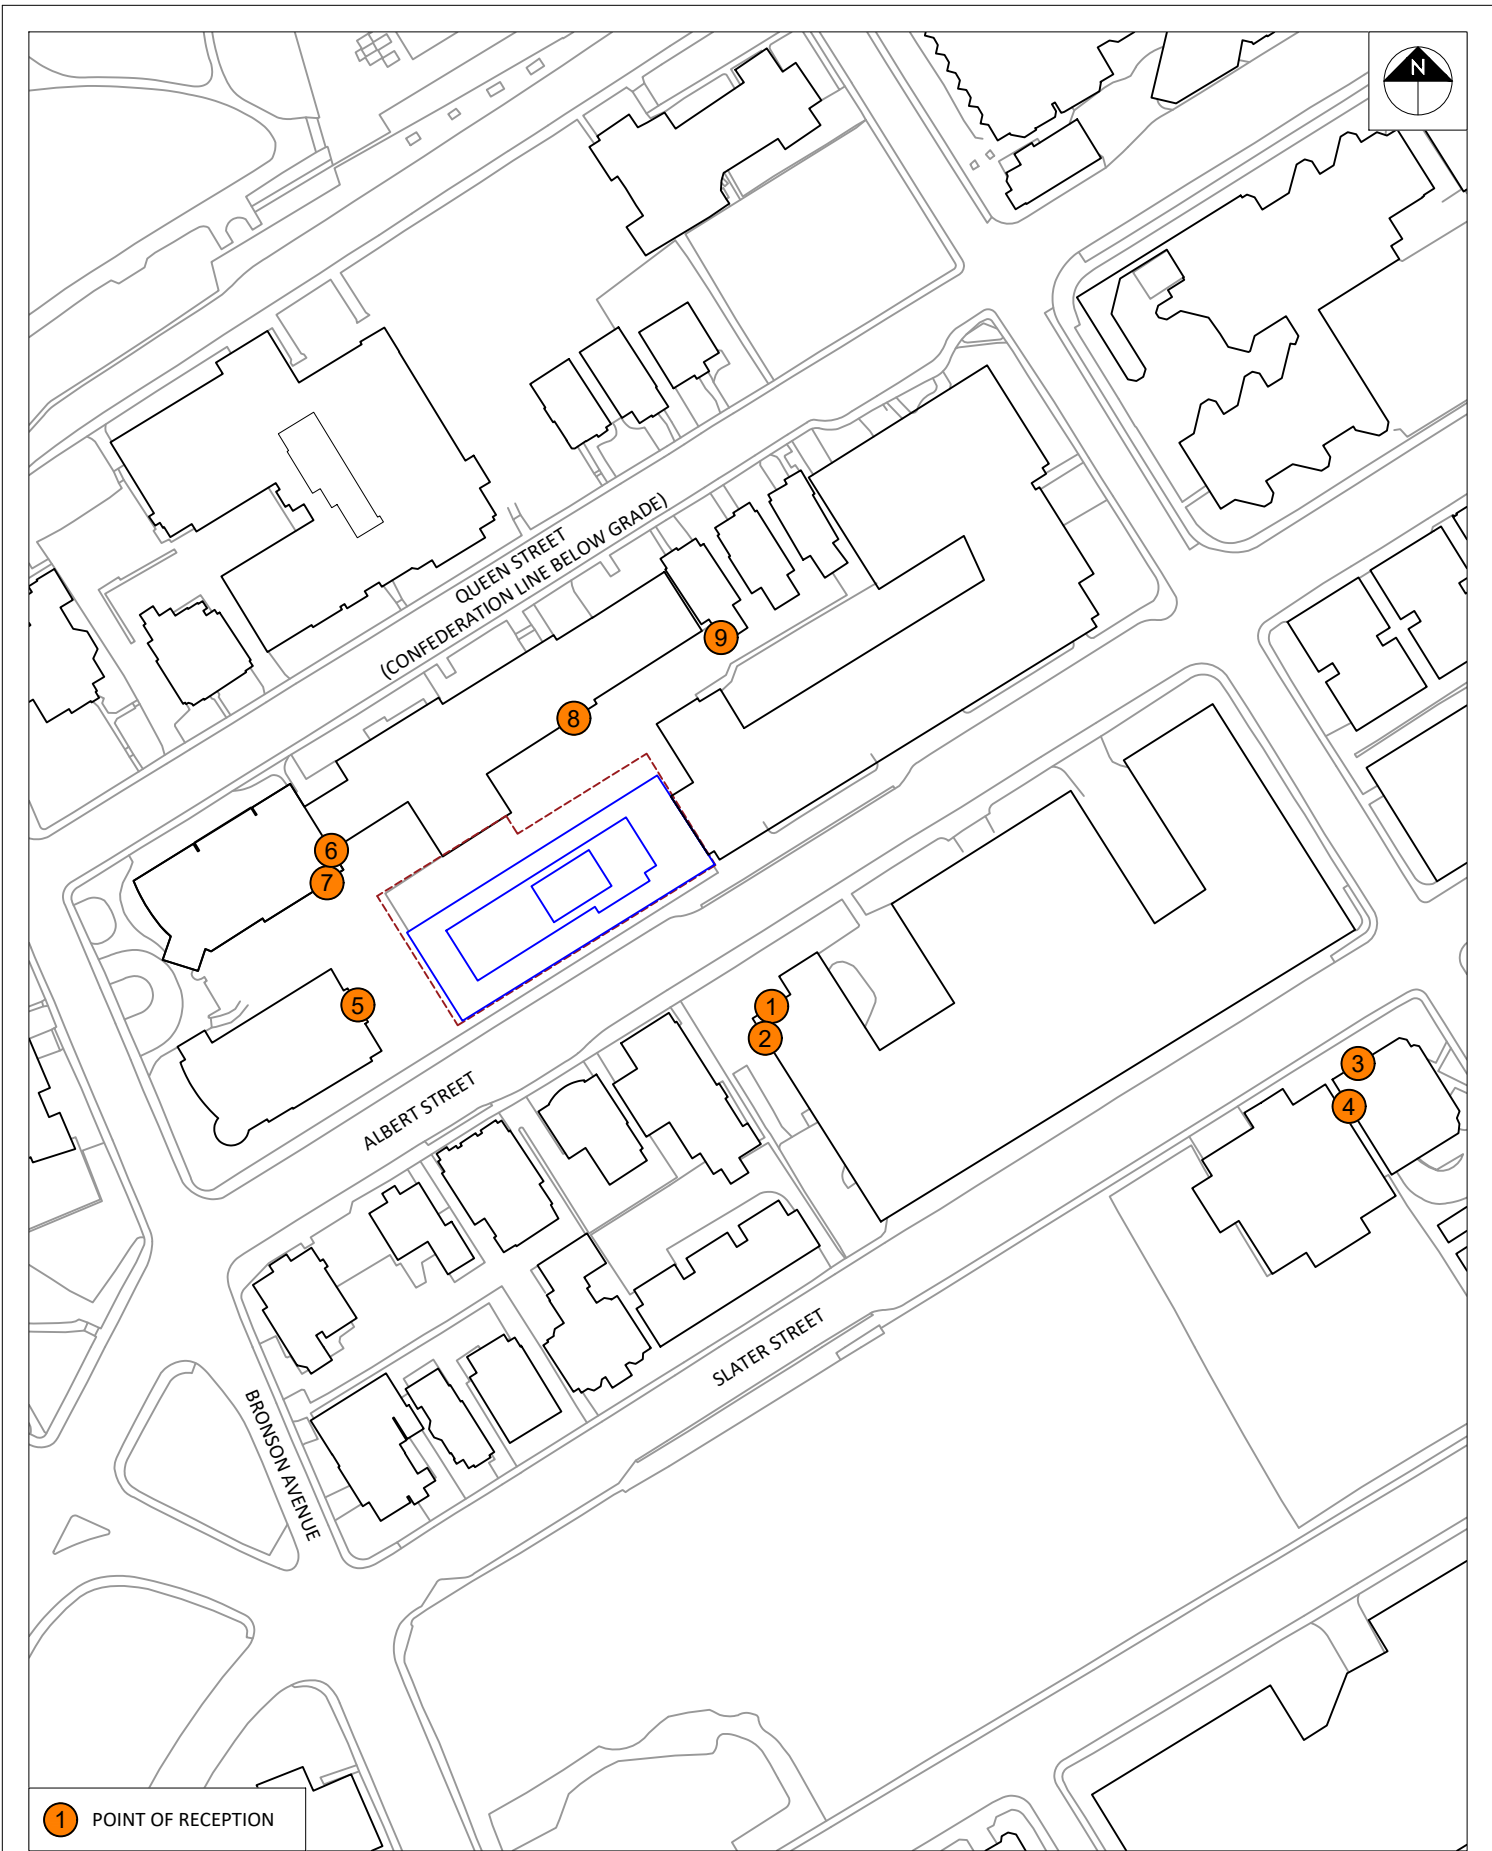 N
QUEEN STREET
(CONFEDERATION LINE BELOW GRADE)
9
8
6
7
5
1
2
3
4
ALBERT STREET
SLATER STREET
BRONSON AVENUE
1 POINT OF RECEPTION